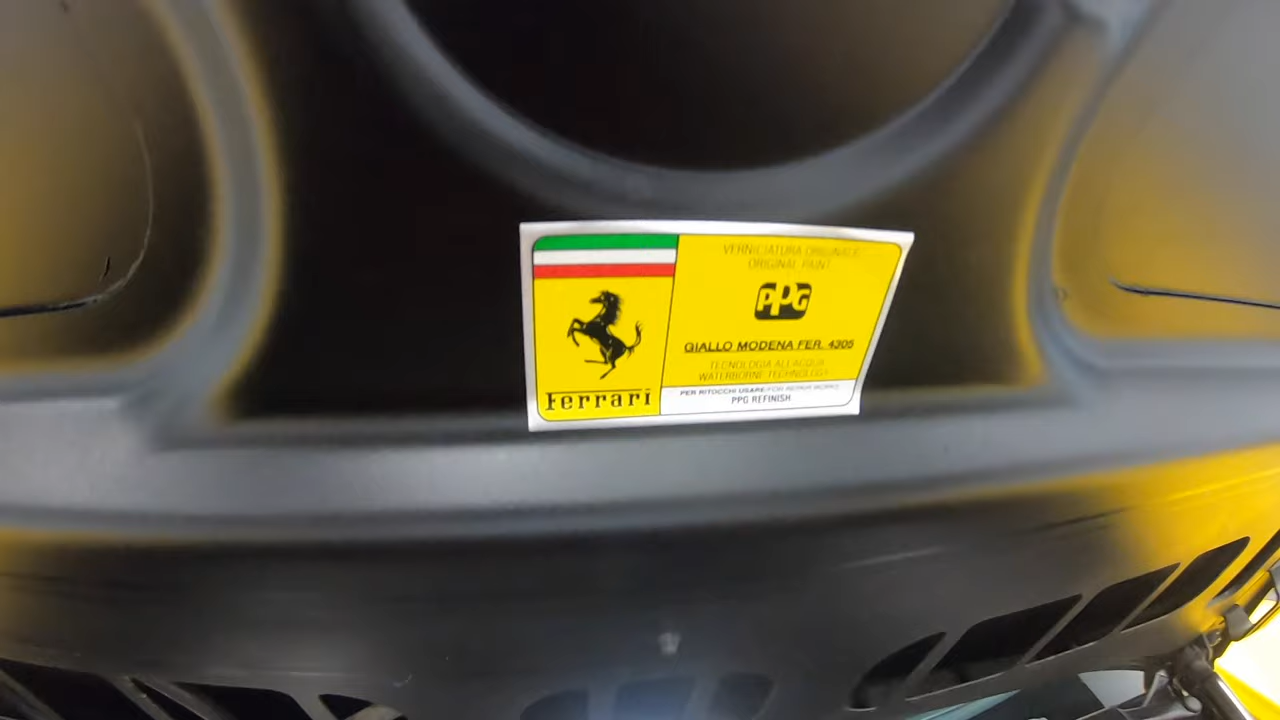 VERNICIATURA ORIGINALE
ORIGINAL PAINT
PPG
GIALLO MODENA FER. 4305
TECNOLOGIA ALL'ACQUA
WATERBORNE TECHNOLOGY
PER RITOCCHI USARE/FOR REPAIR WORKS
PPG REFINISH
Ferrari